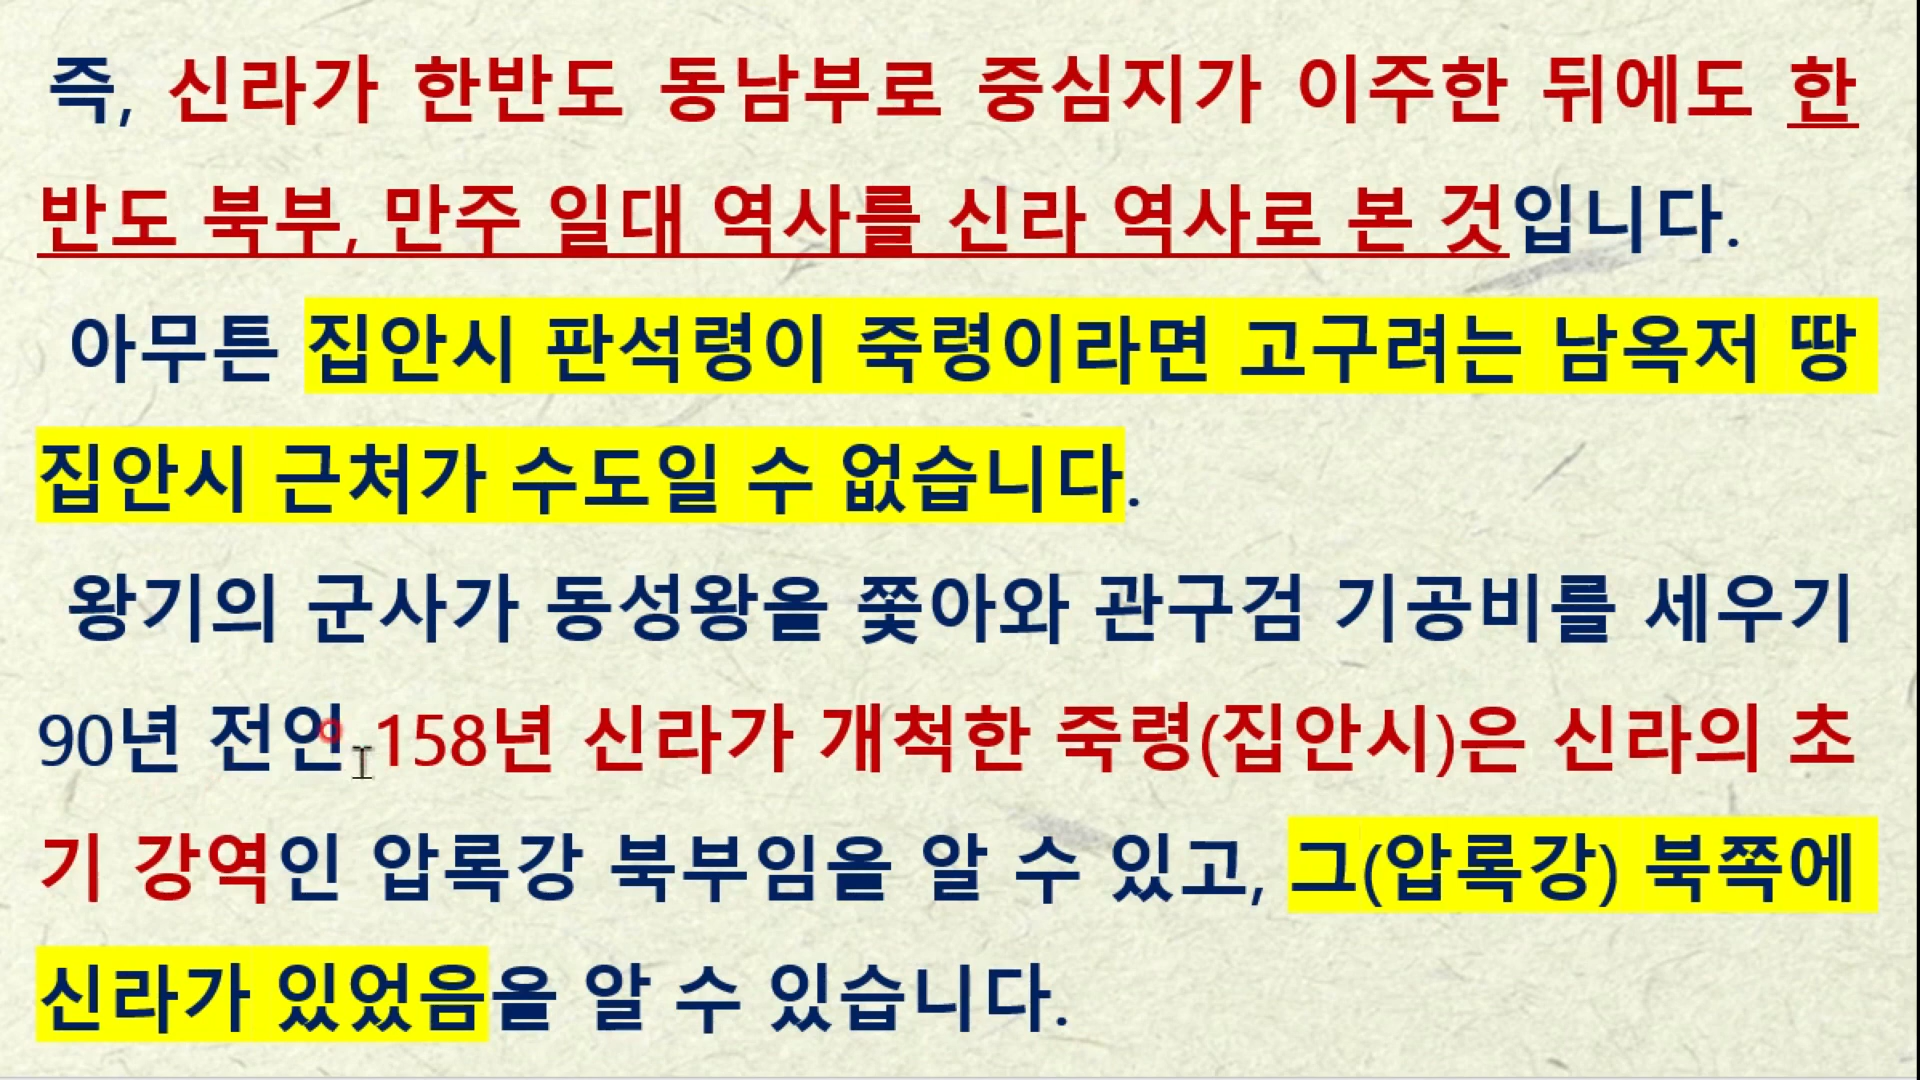 즉, 신라가 한반도 동남부로 중심지가 이주한 뒤에도 한
반도 북부, 만주 일대 역사를 신라 역사로 본 것입니다.
아무튼 집안시 판석령이 죽령이라면 고구려는 남옥저 땅
집안시 근처가 수도일 수 없습니다.
왕기의 군사가 동성왕을 쫓아와 관구검 기공비를 세우기
90년 전인 158년 신라가 개척한 죽령(집안시)은 신라의 초
기 강역인 압록강 북부임을 알 수 있고, 그(압록강) 북쪽에
신라가 있었음을 알 수 있습니다.